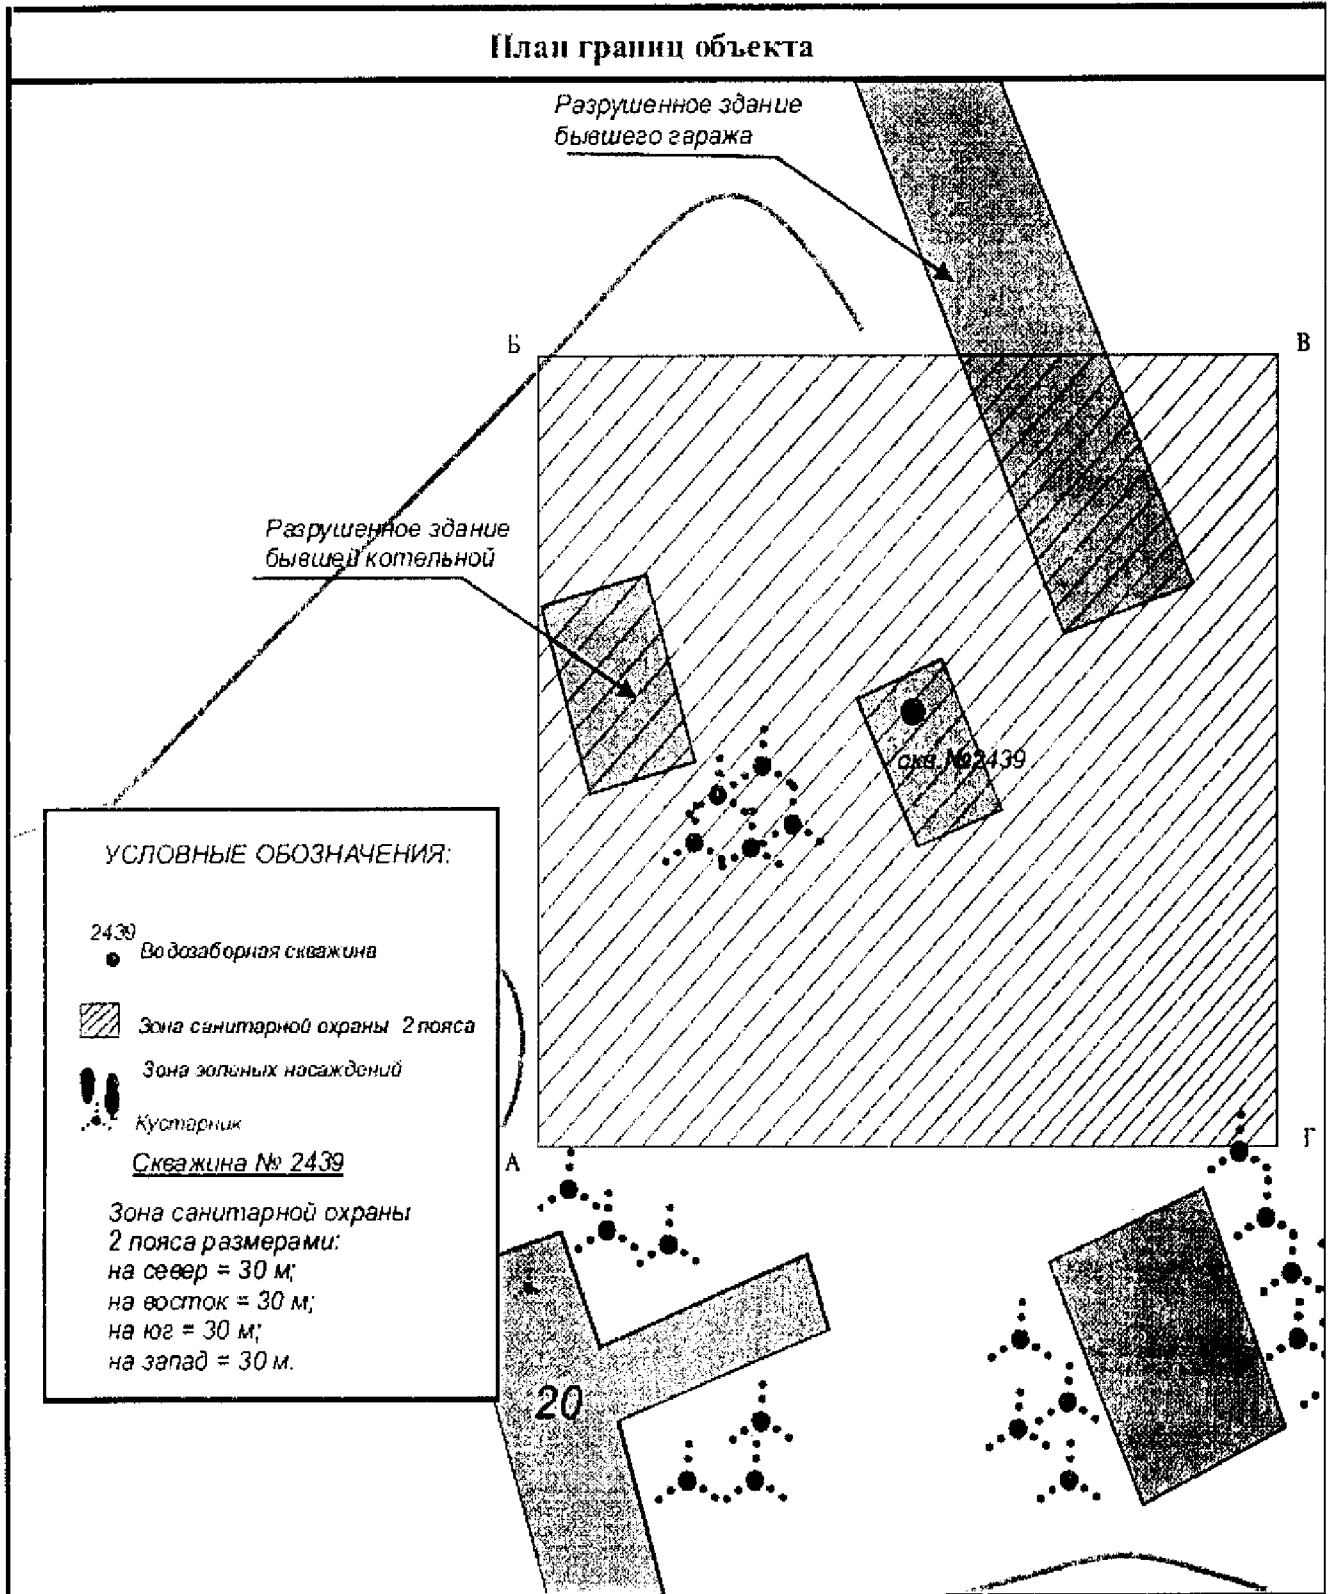 План границ объекта
Разрушенное здание
бывшего гаража
Б
В
Разрушенное здание
бывшей котельной
скв.№2439
УСЛОВНЫЕ ОБОЗНАЧЕНИЯ:
2439
Водозаборная скважина
Зона санитарной охраны 2 пояса
Зона зольных насаждений
Кустарник
Скважина № 2439
Зона санитарной охраны
2 пояса размерами:
на север = 30 м;
на восток = 30 м;
на юг = 30 м;
на запад = 30 м.
А
Г
20